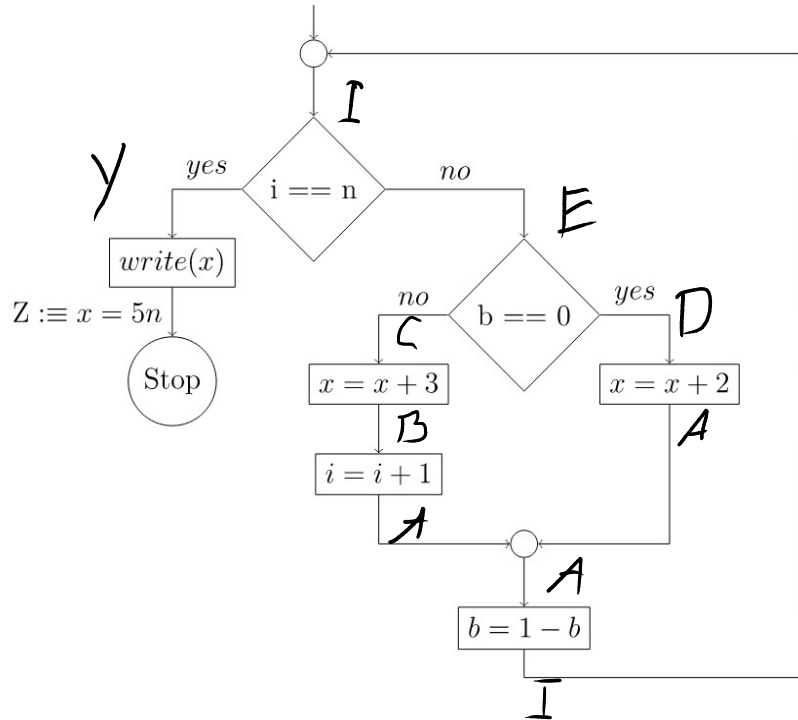 I
Y
yes
i == n
no
E
write(x)
Z :≡ x = 5n
Stop
no
b == 0
yes
C
D
x = x + 3
x = x + 2
B
A
i = i + 1
A
A
b = 1 − b
I